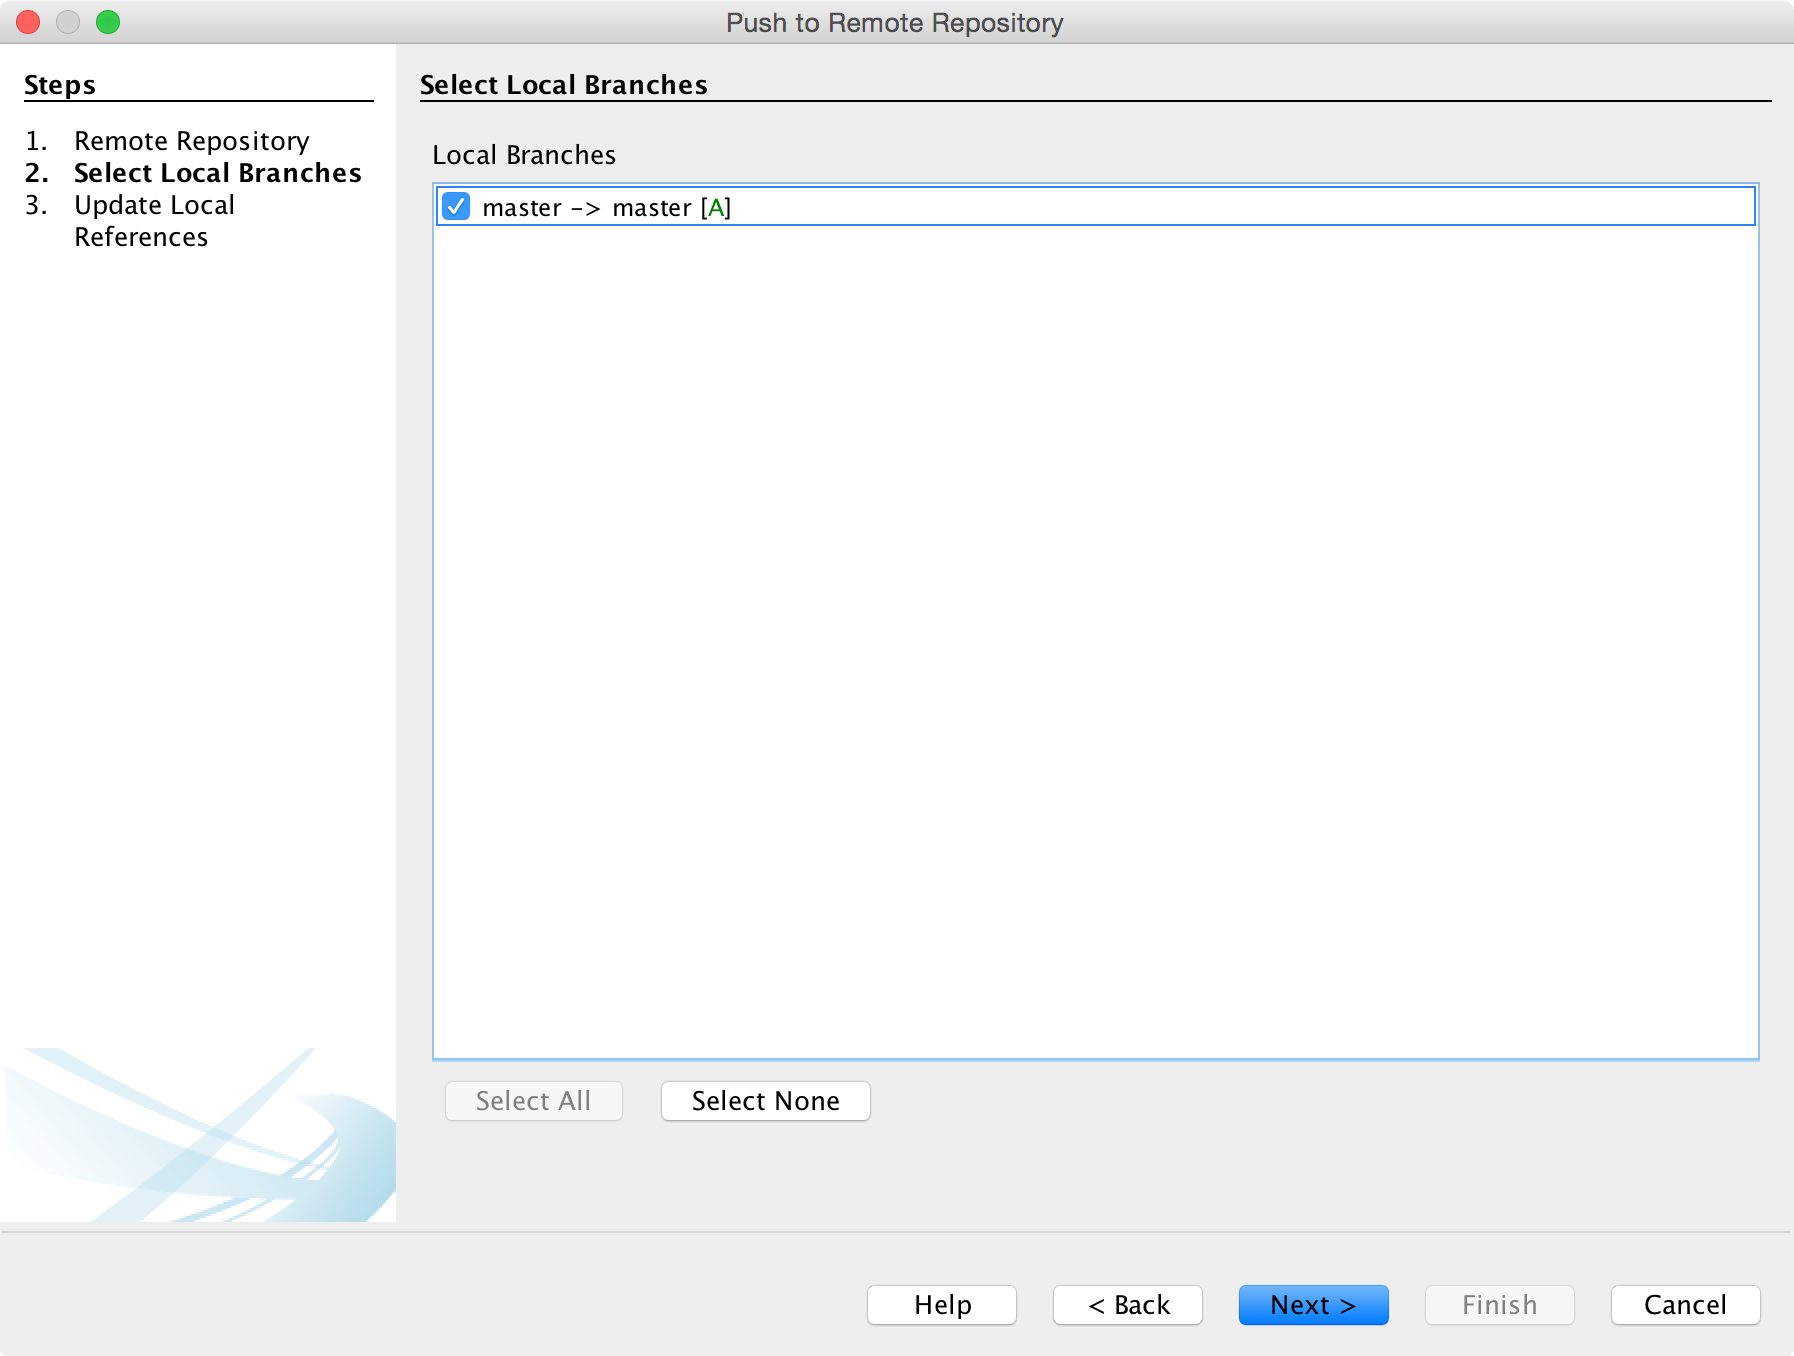 Push to Remote Repository
Steps
1. Remote Repository
2. Select Local Branches
3. Update Local
References
Select Local Branches
Local Branches
master -> master [A]
Select All
Select None
Help
< Back
Next >
Finish
Cancel